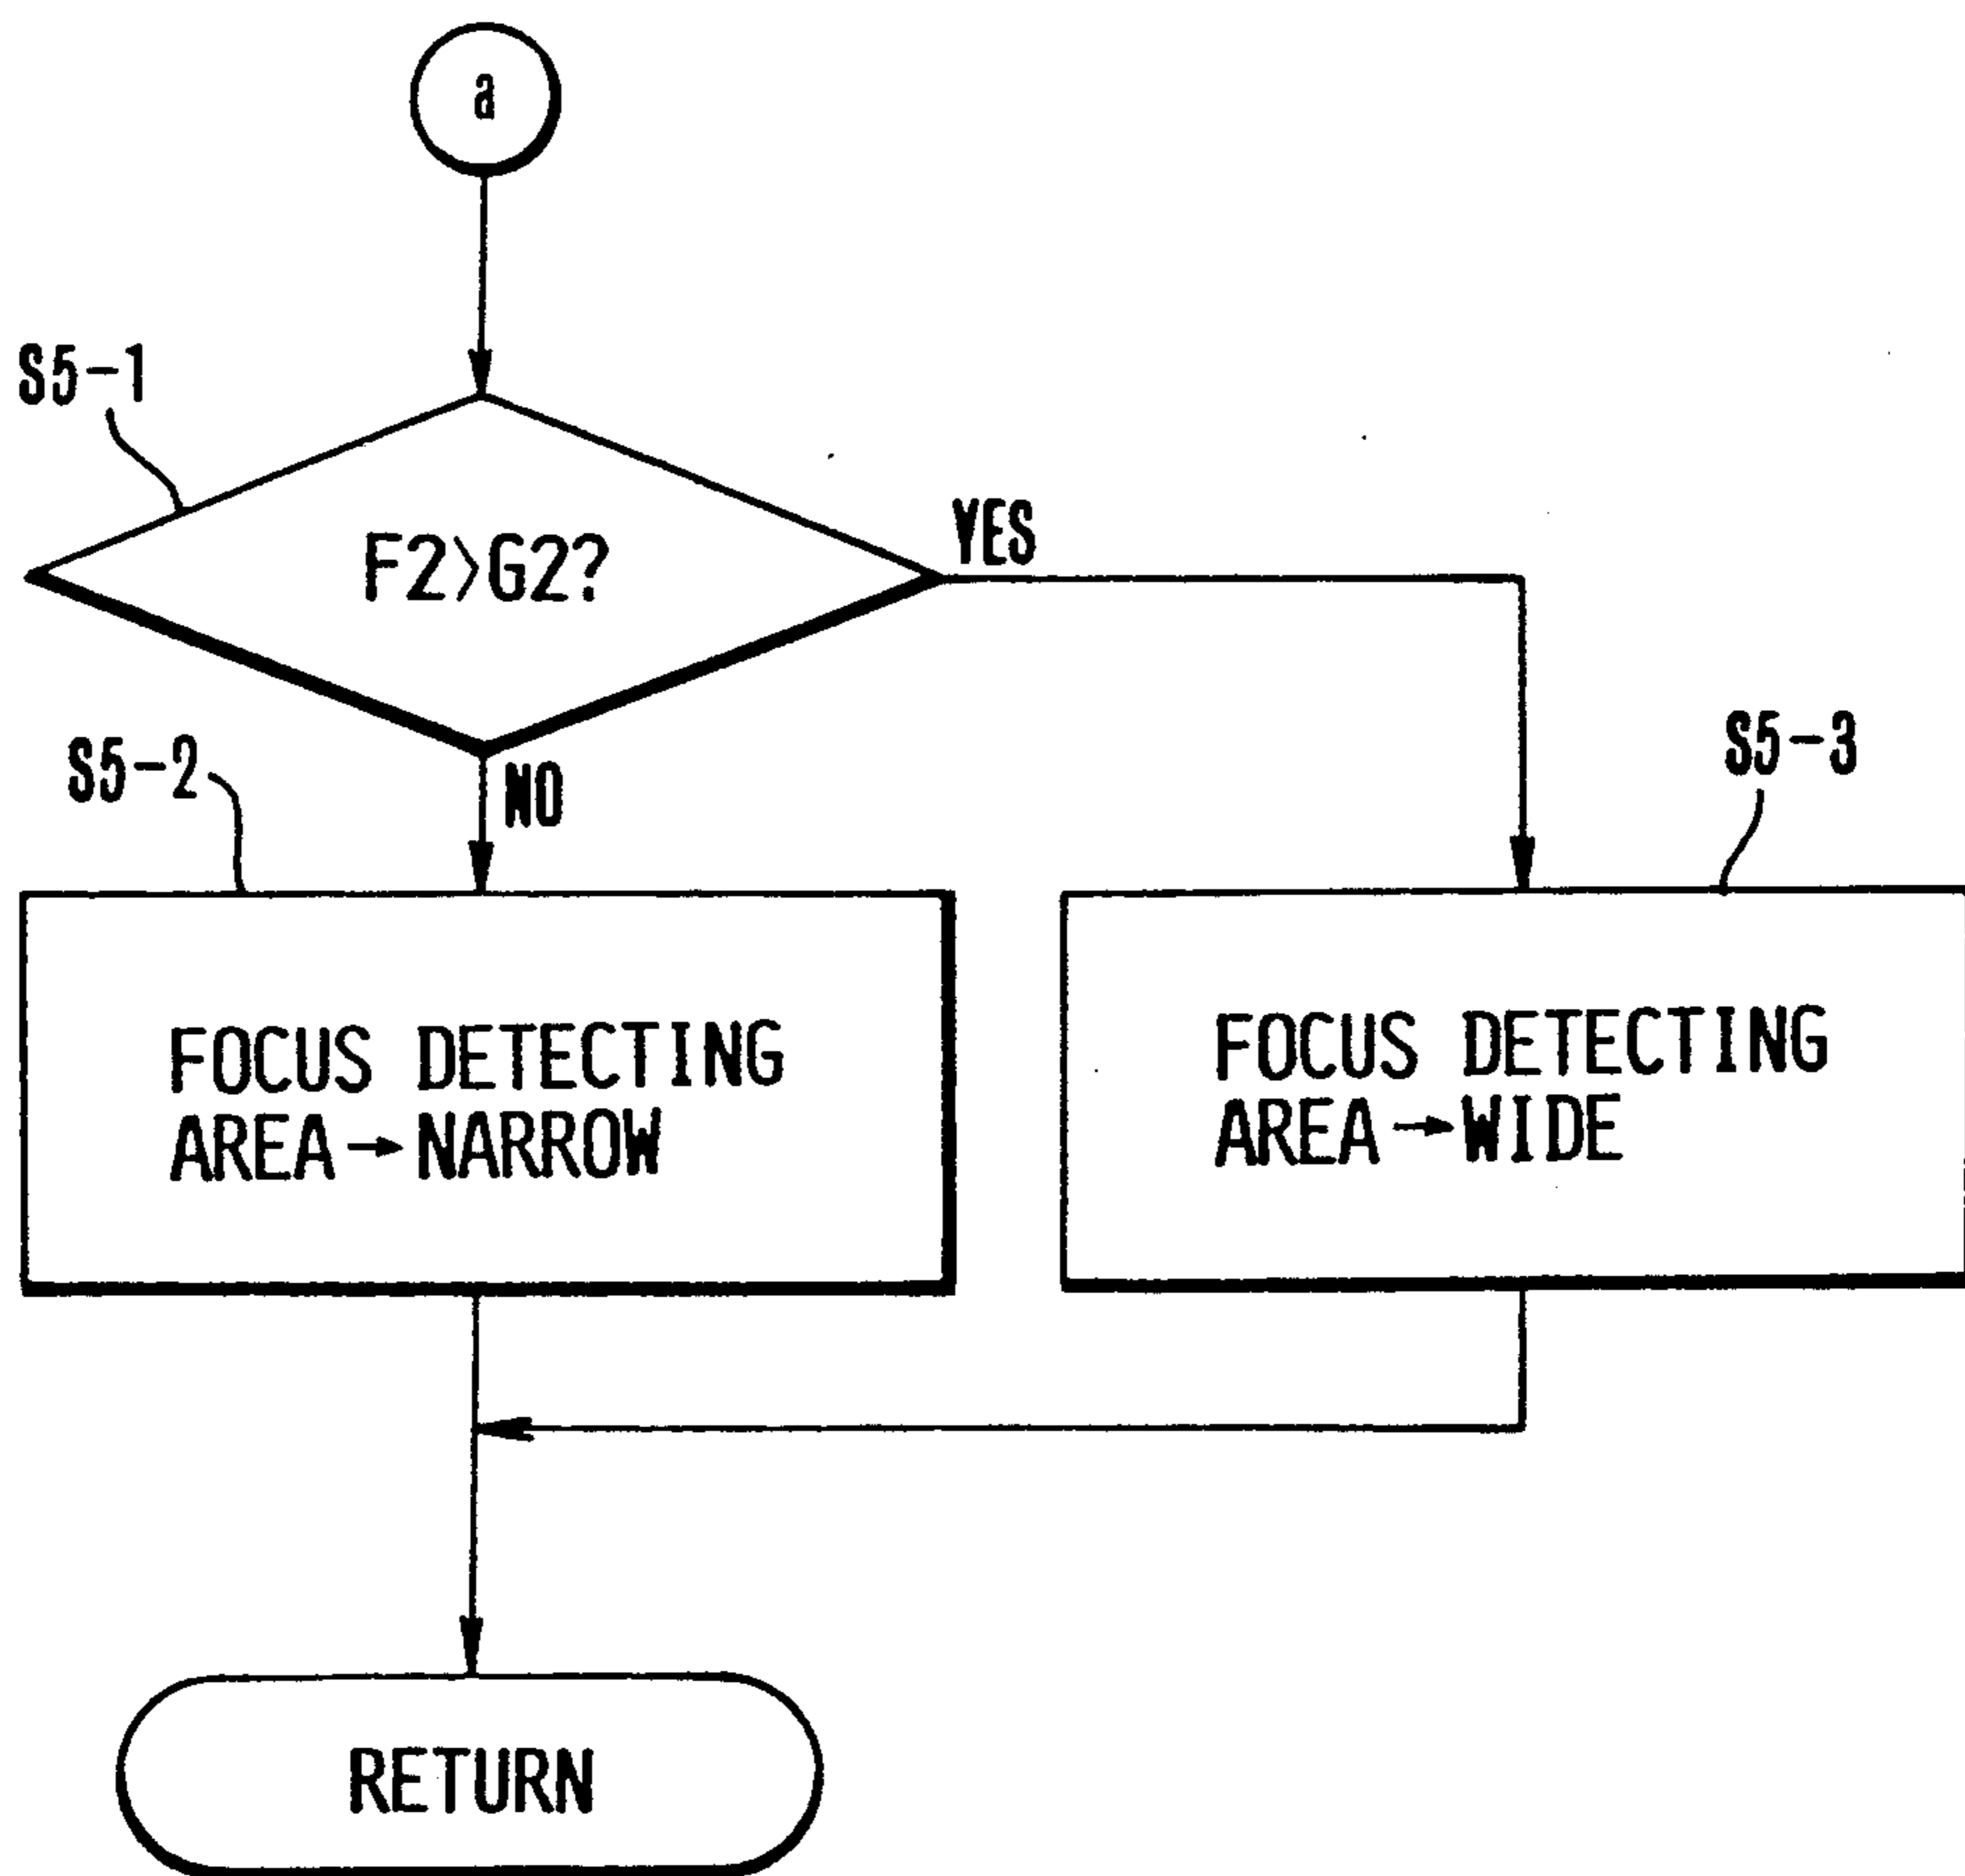 a
S5-1
F2>G2?
YES
S5-2
NO
S5-3
FOCUS DETECTING
AREA→NARROW
FOCUS DETECTING
AREA→WIDE
RETURN